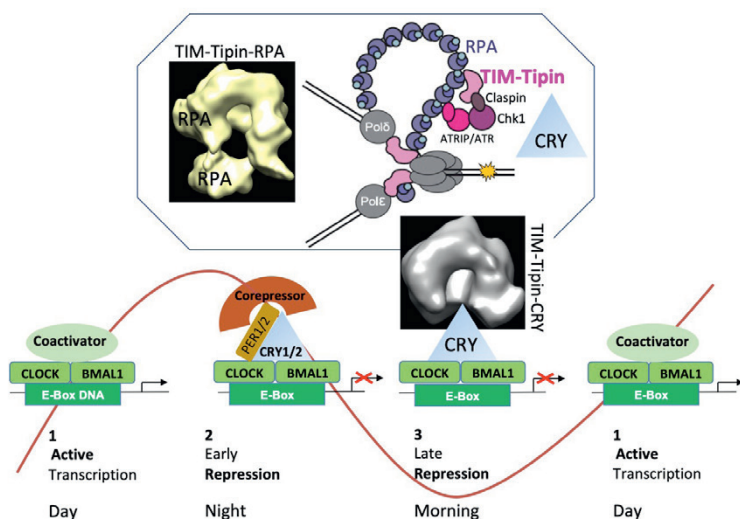 TIM-Tipin-RPA
RPA
RPA
RPA
TIM-Tipin
Claspin
Chk1
ATRIP/ATR
CRY
Polδ
Polε
TIM-Tipin-CRY
Corepressor
PER1/2
CRY1/2
Coactivator
CLOCK
BMAL1
E-Box DNA
CLOCK
BMAL1
E-Box
CRY
CLOCK
BMAL1
E-Box
Coactivator
CLOCK
BMAL1
E-Box
1
Active
Transcription
Day
2
Early
Repression
Night
3
Late
Repression
Morning
1
Active
Transcription
Day